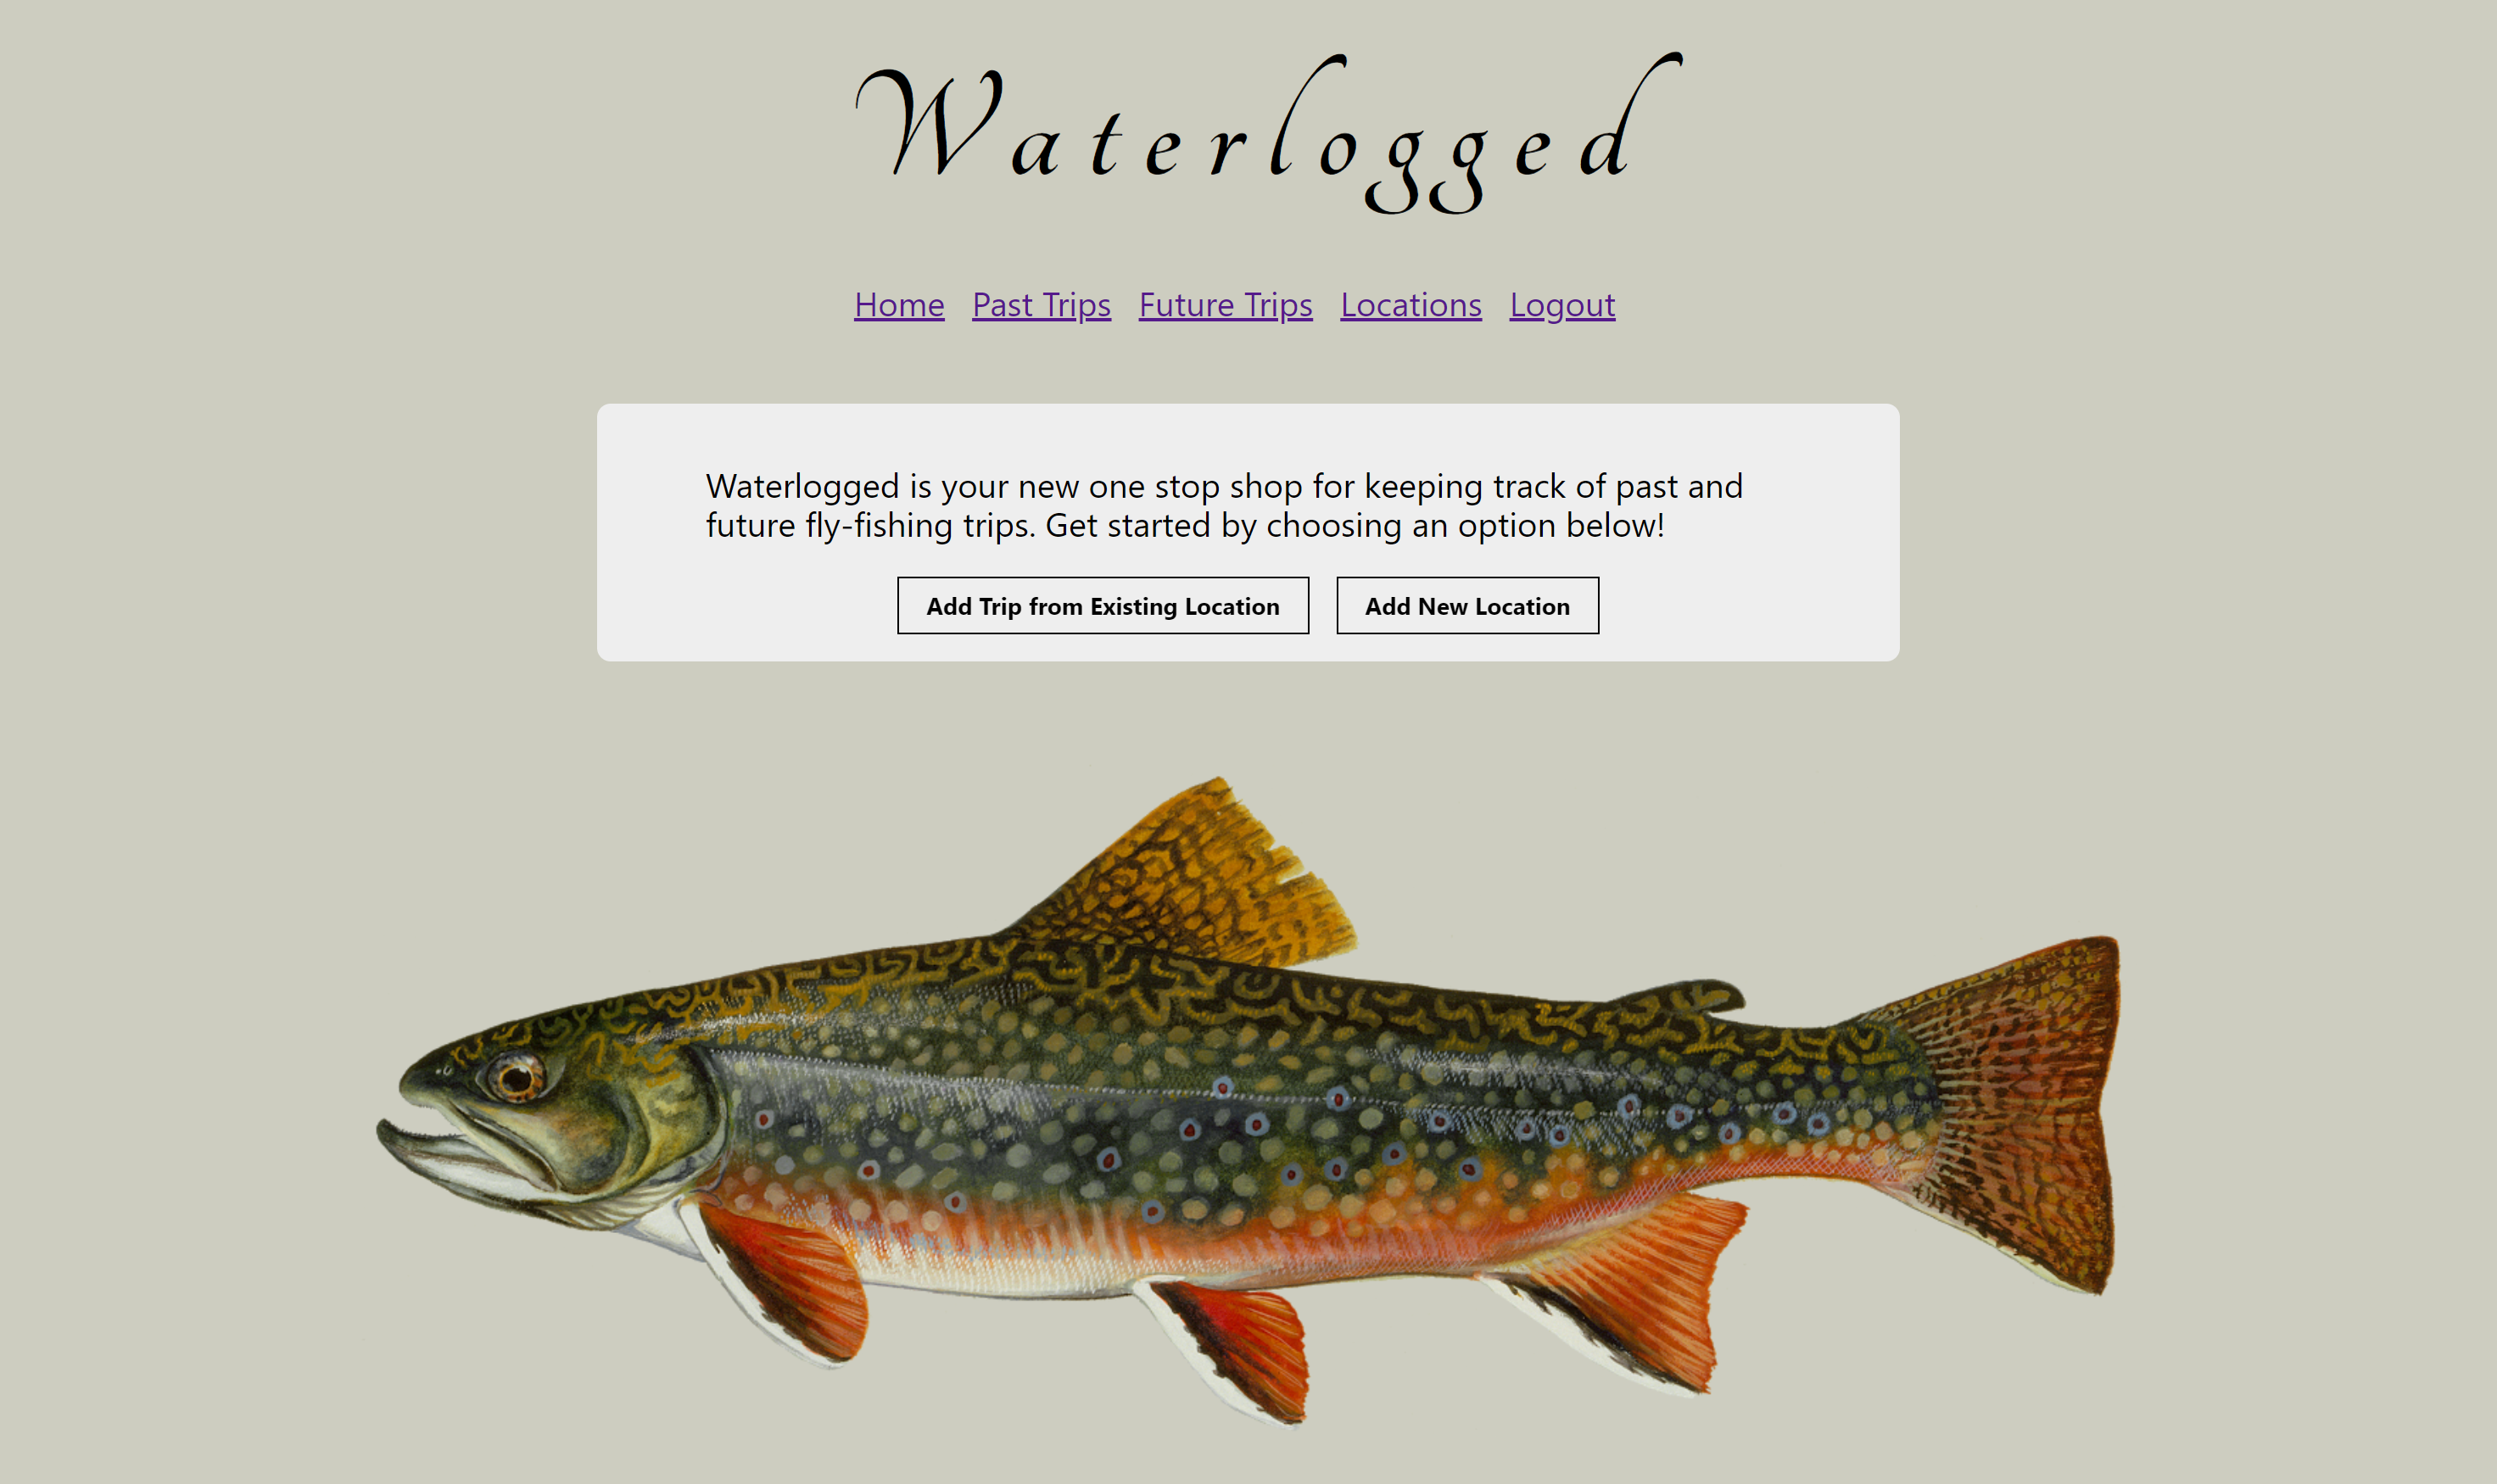 Waterlogged
Home Past Trips Future Trips Locations Logout
Waterlogged is your new one stop shop for keeping track of past and
future fly-fishing trips. Get started by choosing an option below!
Add Trip from Existing Location Add New Location